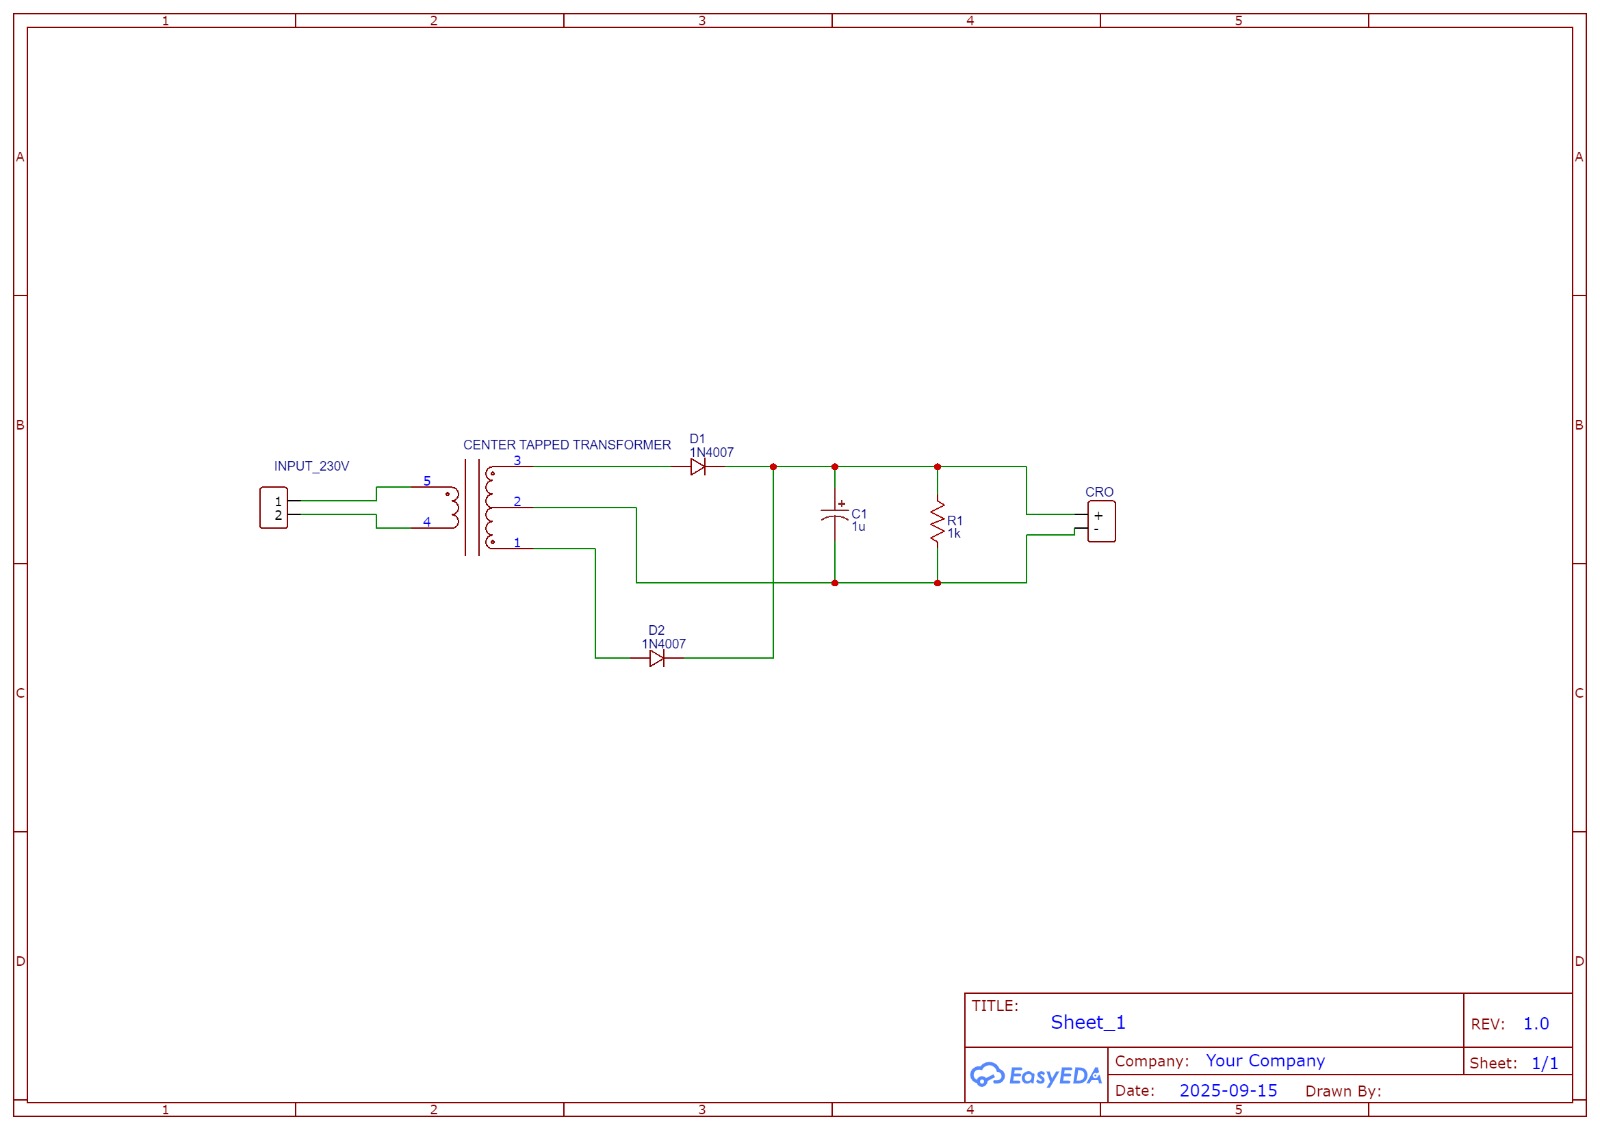 1 2 3 4 5
A A
CENTER TAPPED TRANSFORMER
D1
1N4007
B B
INPUT_230V
3
5
1
2
4
2
1
+
C1
1u
R1
1k
CRO
+
-
D2
1N4007
C C
D D
TITLE:
Sheet_1
REV: 1.0
EasyEDA
Company: Your Company
Sheet: 1/1
Date: 2025-09-15 Drawn By:
1 2 3 4 5